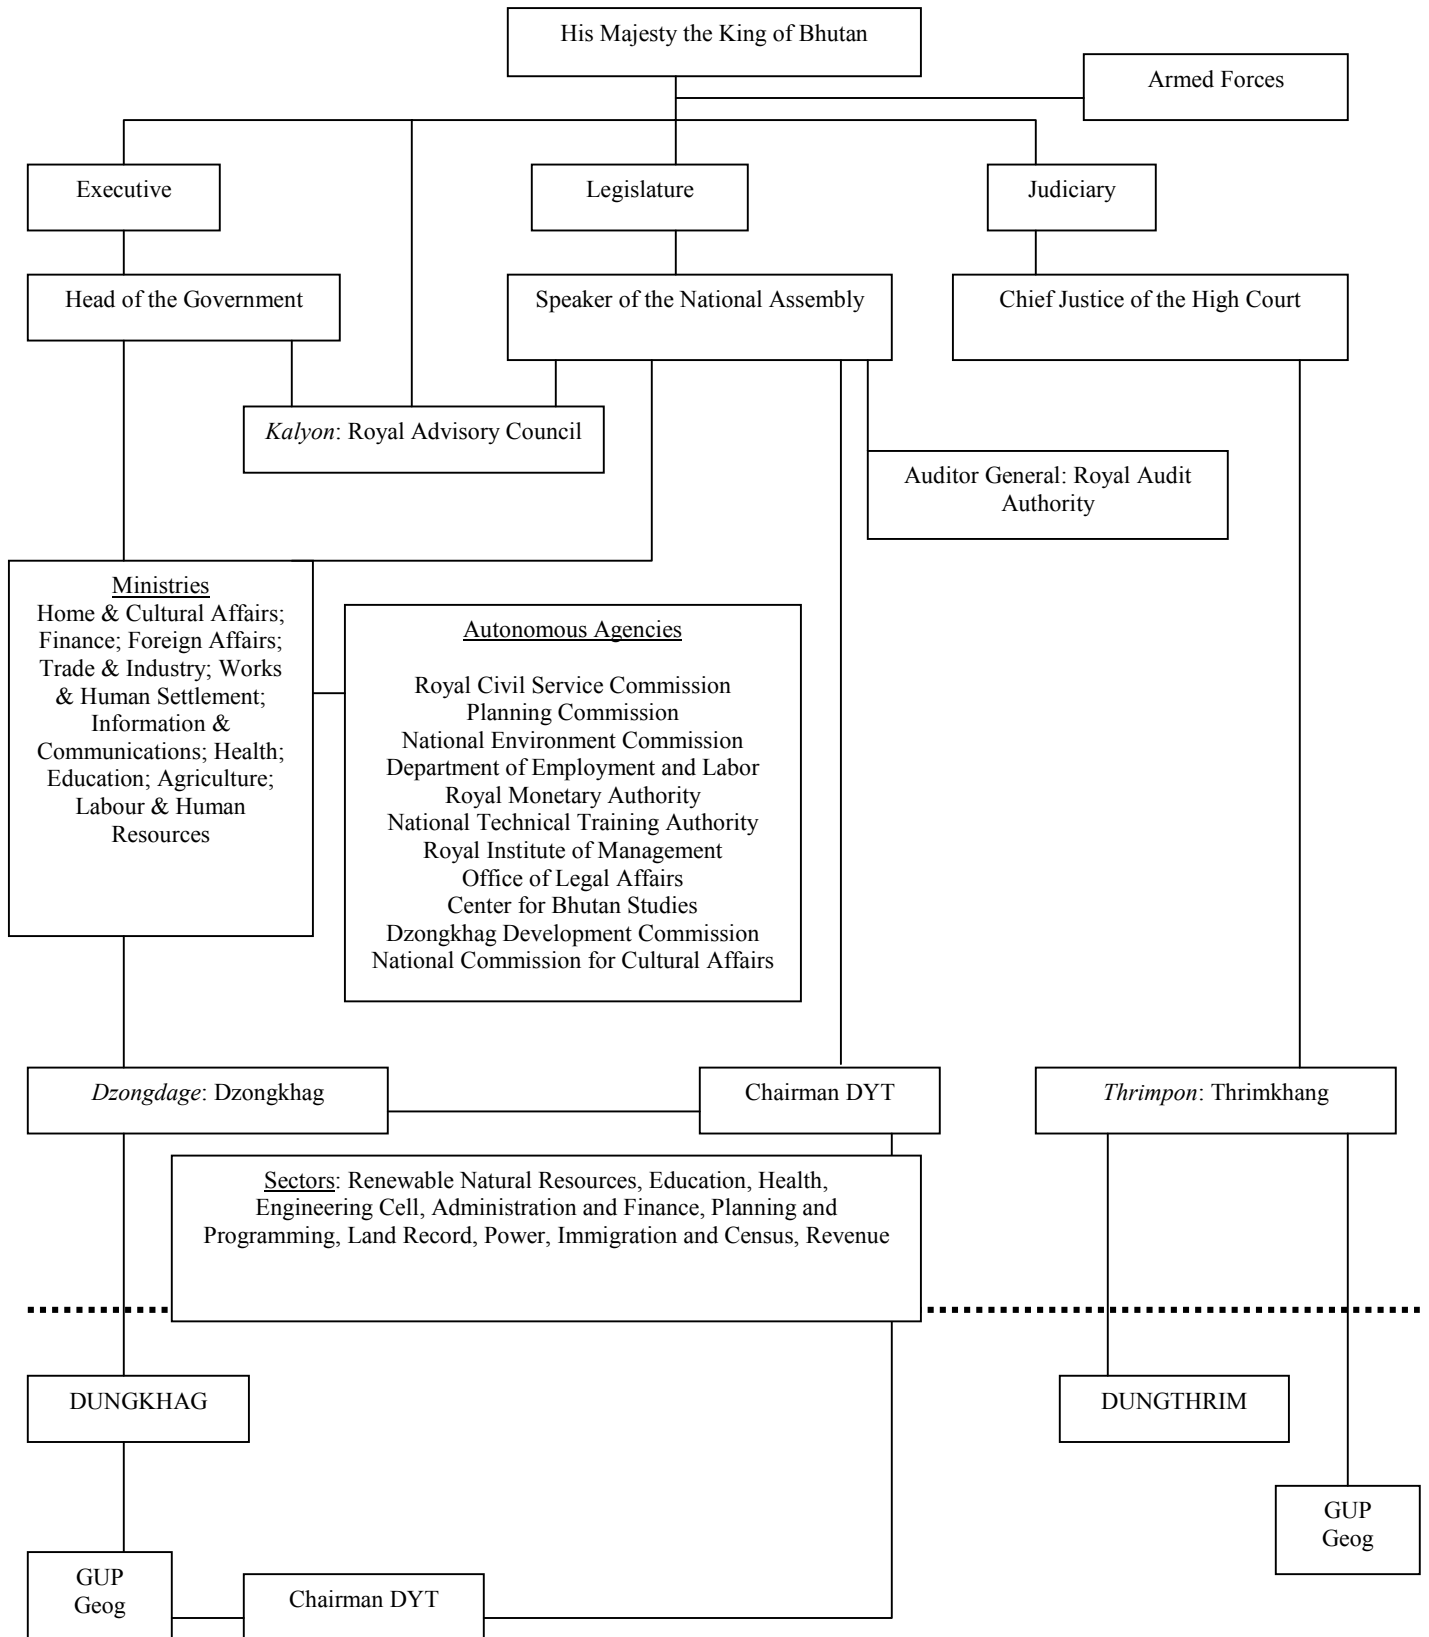 His Majesty the King of Bhutan
Armed Forces
Executive
Legislature
Judiciary
Head of the Government
Speaker of the National Assembly
Chief Justice of the High Court
Kalyon: Royal Advisory Council
Auditor General: Royal Audit
Authority
Ministries
Home & Cultural Affairs;
Finance; Foreign Affairs;
Trade & Industry; Works
& Human Settlement;
Information &
Communications; Health;
Education; Agriculture;
Labour & Human
Resources
Autonomous Agencies
Royal Civil Service Commission
Planning Commission
National Environment Commission
Department of Employment and Labor
Royal Monetary Authority
National Technical Training Authority
Royal Institute of Management
Office of Legal Affairs
Center for Bhutan Studies
Dzongkhag Development Commission
National Commission for Cultural Affairs
Dzongdage: Dzongkhag
Chairman DYT
Thrimpon: Thrimkhang
Sectors: Renewable Natural Resources, Education, Health,
Engineering Cell, Administration and Finance, Planning and
Programming, Land Record, Power, Immigration and Census, Revenue
DUNGKHAG
DUNGTHRIM
GUP
Geog
GUP
Geog
Chairman DYT